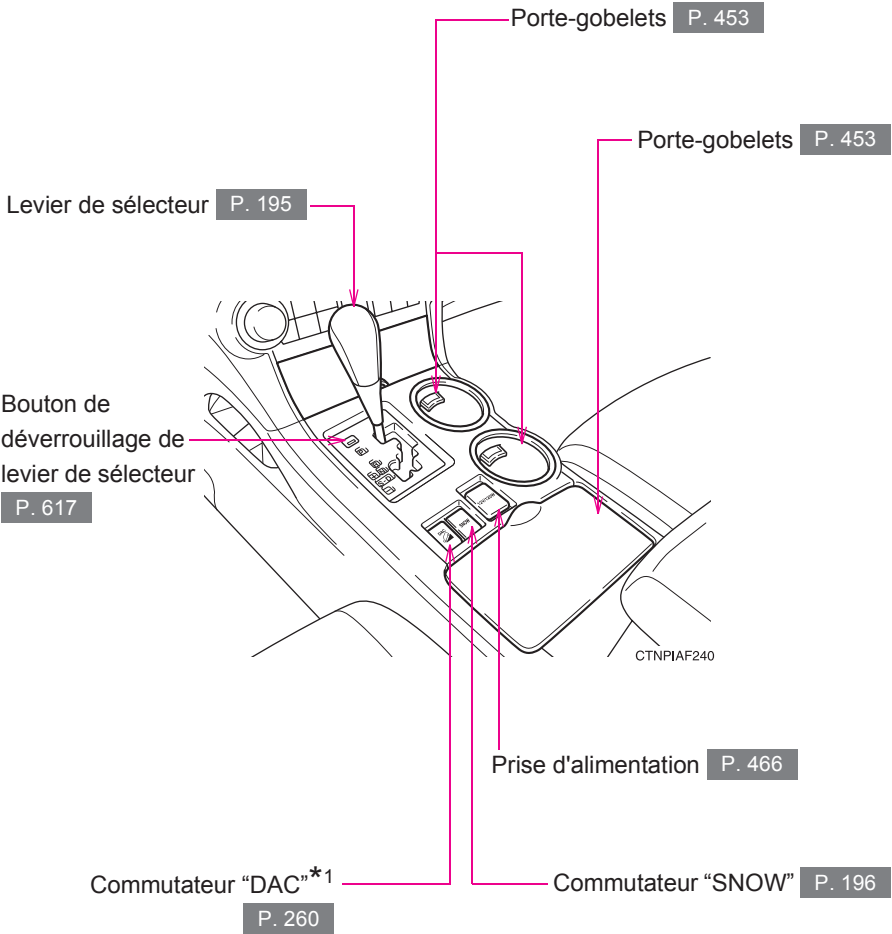 Porte-gobelets P. 453
Porte-gobelets P. 453
Levier de sélecteur P. 195
Bouton de
déverrouillage de
levier de sélecteur
P. 617
SNOW
CTNPIAF240
Prise d'alimentation P. 466
Commutateur “DAC”*1
P. 260
Commutateur “SNOW” P. 196